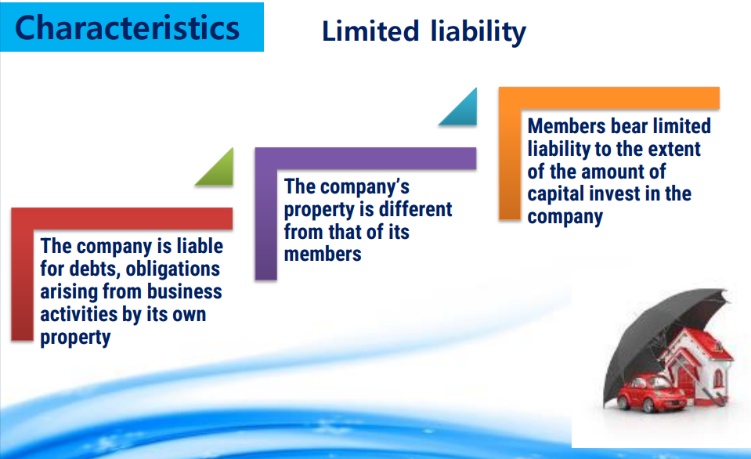 Characteristics
Limited liability
The company is liable
for debts, obligations
arising from business
activities by its own
property
The company's
property is different
from that of its
members
Members bear limited
liability to the extent
of the amount of
capital invest in the
company